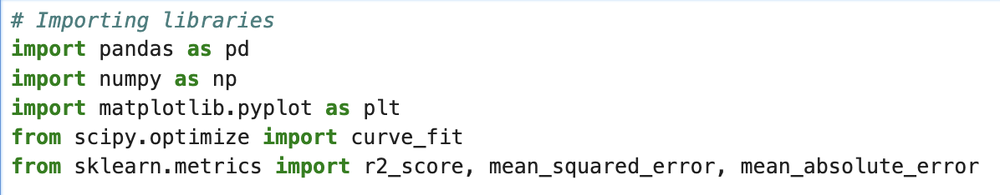 # Importing libraries
import pandas as pd
import numpy as np
import matplotlib.pyplot as plt
from scipy.optimize import curve_fit
from sklearn.metrics import r2_score, mean_squared_error, mean_absolute_error